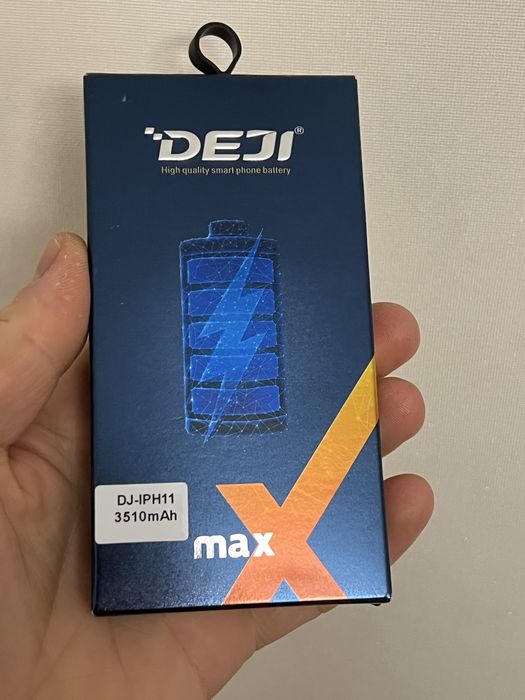 DEJI®
High quality smart phone battery
DJ-IPH11
3510mAh
max X